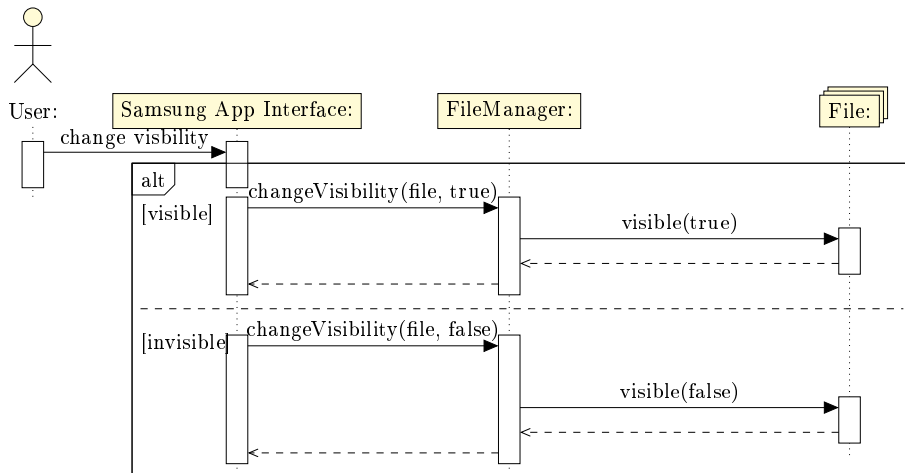 User:
Samsung App Interface:
FileManager:
File:
change visbility
alt
changeVisibility(file, true)
[visible]
visible(true)
changeVisibility(file, false)
[invisible]
visible(false)